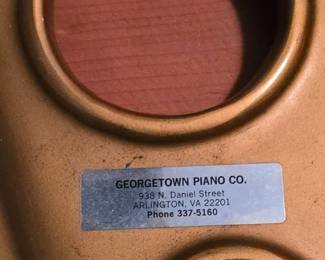 GEORGETOWN PIANO CO.
938 N. Daniel Street
ARLINGTON, VA 22201
Phone 337-5160